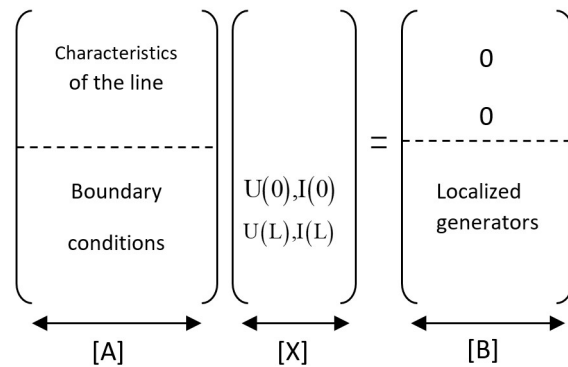 Characteristics
of the line
Boundary
conditions
U(0),I(0)
U(L),I(L)
=
0
0
Localized
generators
[A]
[X]
[B]